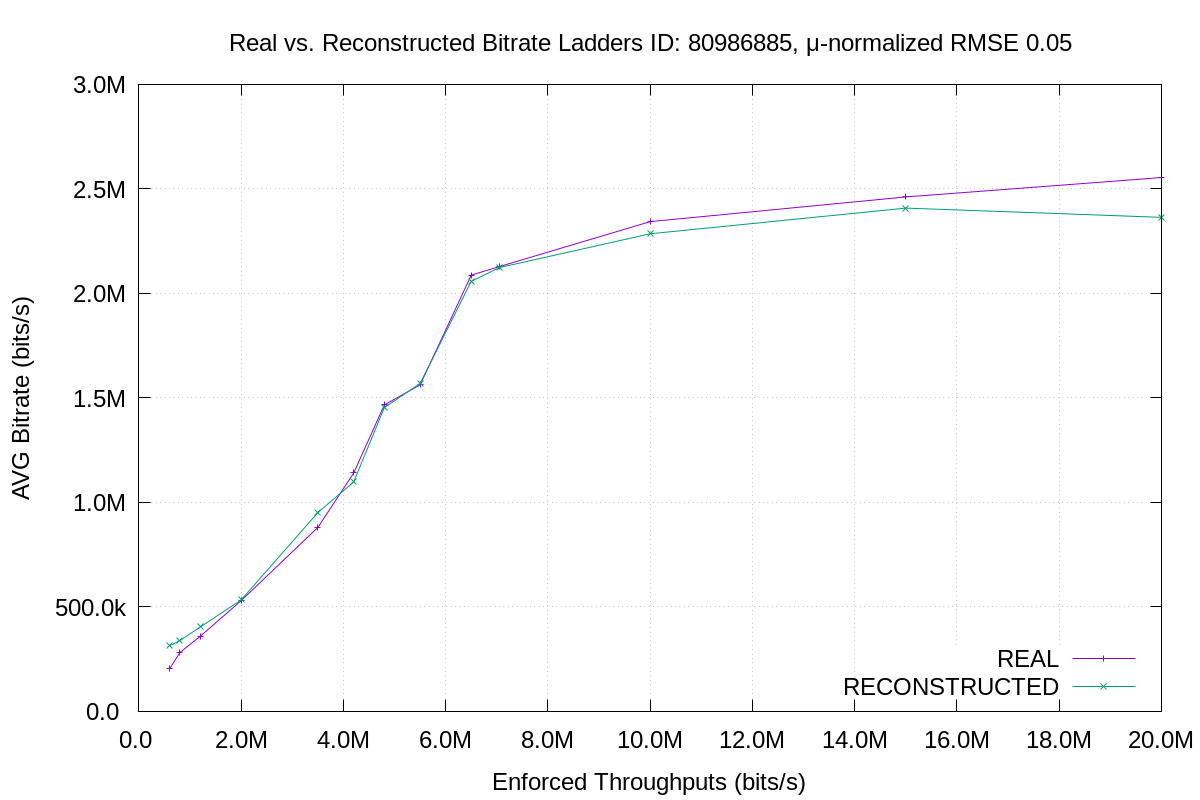 Real vs. Reconstructed Bitrate Ladders ID: 80986885, μ-normalized RMSE 0.05
3.0M
2.5M
2.0M
1.5M
1.0M
500.0k
0.0
AVG Bitrate (bits/s)
REAL
RECONSTRUCTED
0.0 2.0M 4.0M 6.0M 8.0M 10.0M 12.0M 14.0M 16.0M 18.0M 20.0M
Enforced Throughputs (bits/s)